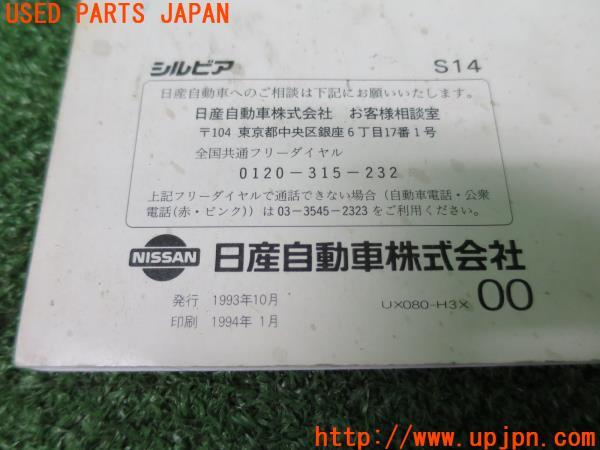 USED PARTS JAPAN
シルビア S14
日産自動車へのご相談は下記にお願いいたします。
日産自動車株式会社 お客様相談室
〒104 東京都中央区銀座6丁目17番1号
全国共通フリーダイヤル
0120-315-232
上記フリーダイヤルで通話できない場合(自動車電話・公衆
電話(赤・ピンク))は03-3545-2323をご利用ください。
NISSAN 日産自動車株式会社
発行 1993年10月
UX080-H3X 00
印刷 1994年 1月
http://www.upjpn.com/